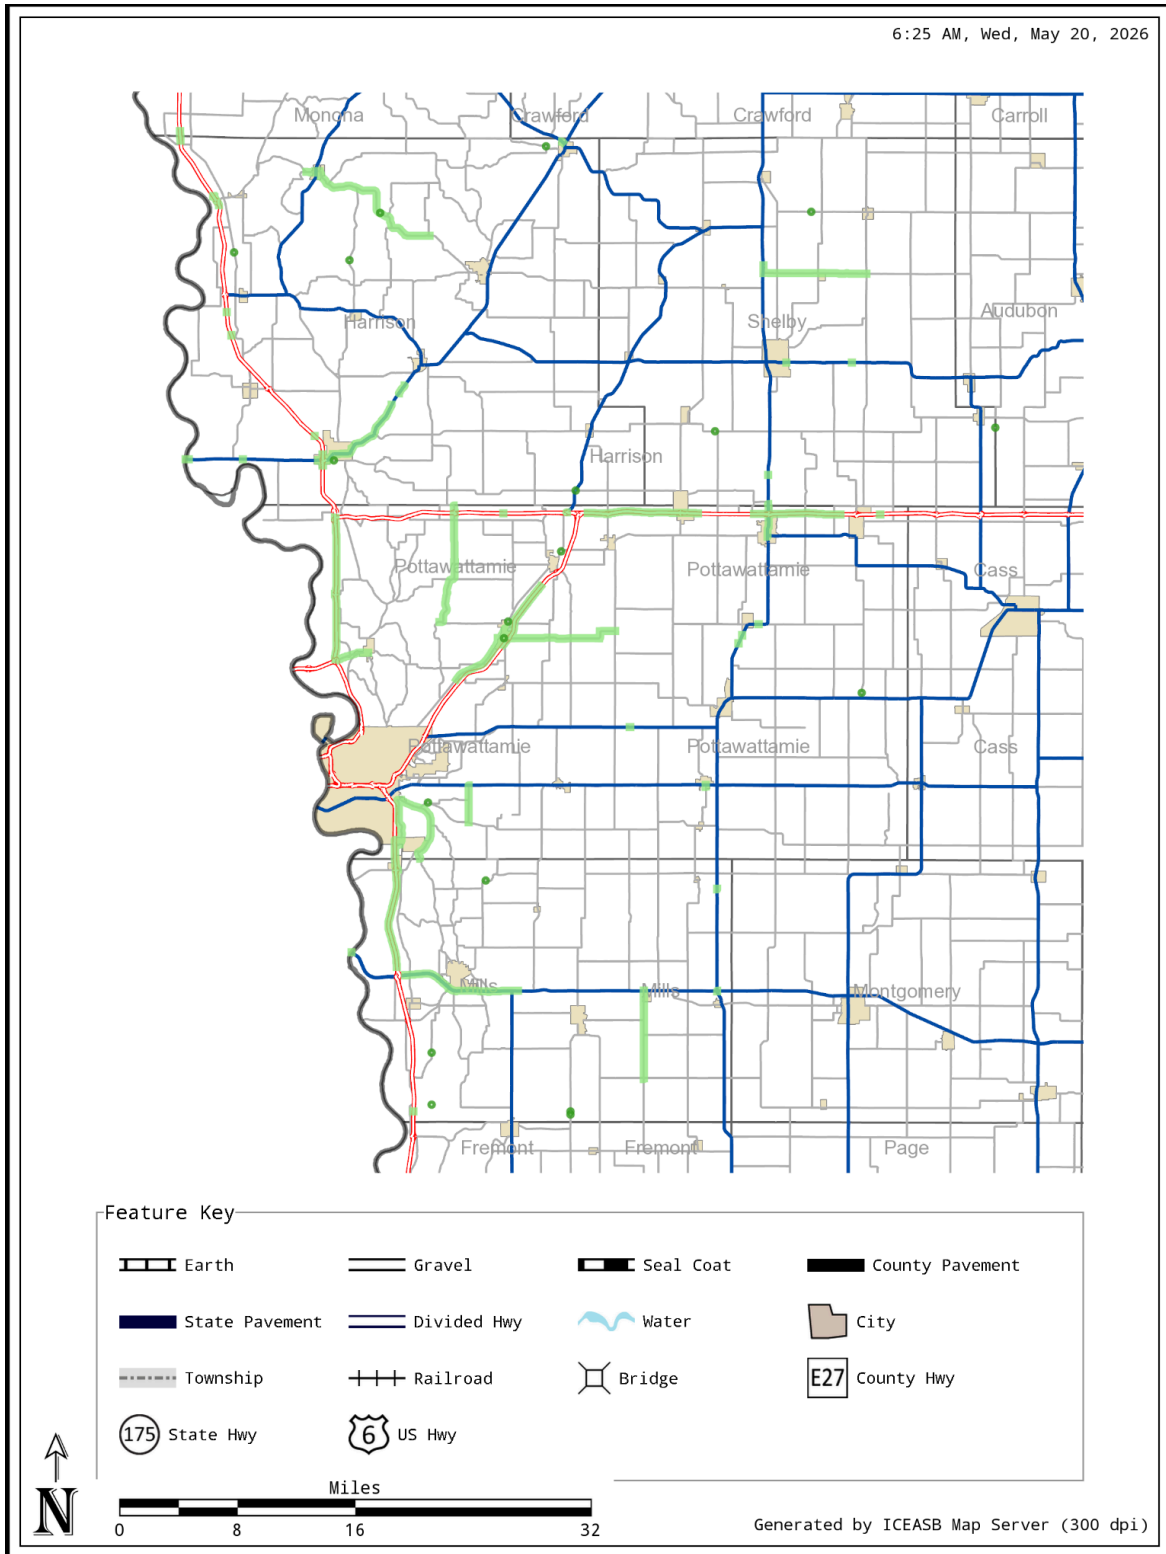 6:25 AM, Wed, May 20, 2026
Monona
Crawford
Crawford
Carroll
Harrison
Shelby
Audubon
Harrison
Pottawattamie
Pottawattamie
Cass
Pottawattamie
Pottawattamie
Cass
Mills
Mills
Montgomery
Fremont
Fremont
Page
Feature Key
Earth
Gravel
Seal Coat
County Pavement
State Pavement
Divided Hwy
Water
City
Township
Railroad
Bridge
E27
County Hwy
175
State Hwy
6
US Hwy
N
Miles
0 8 16 32
Generated by ICEASB Map Server (300 dpi)